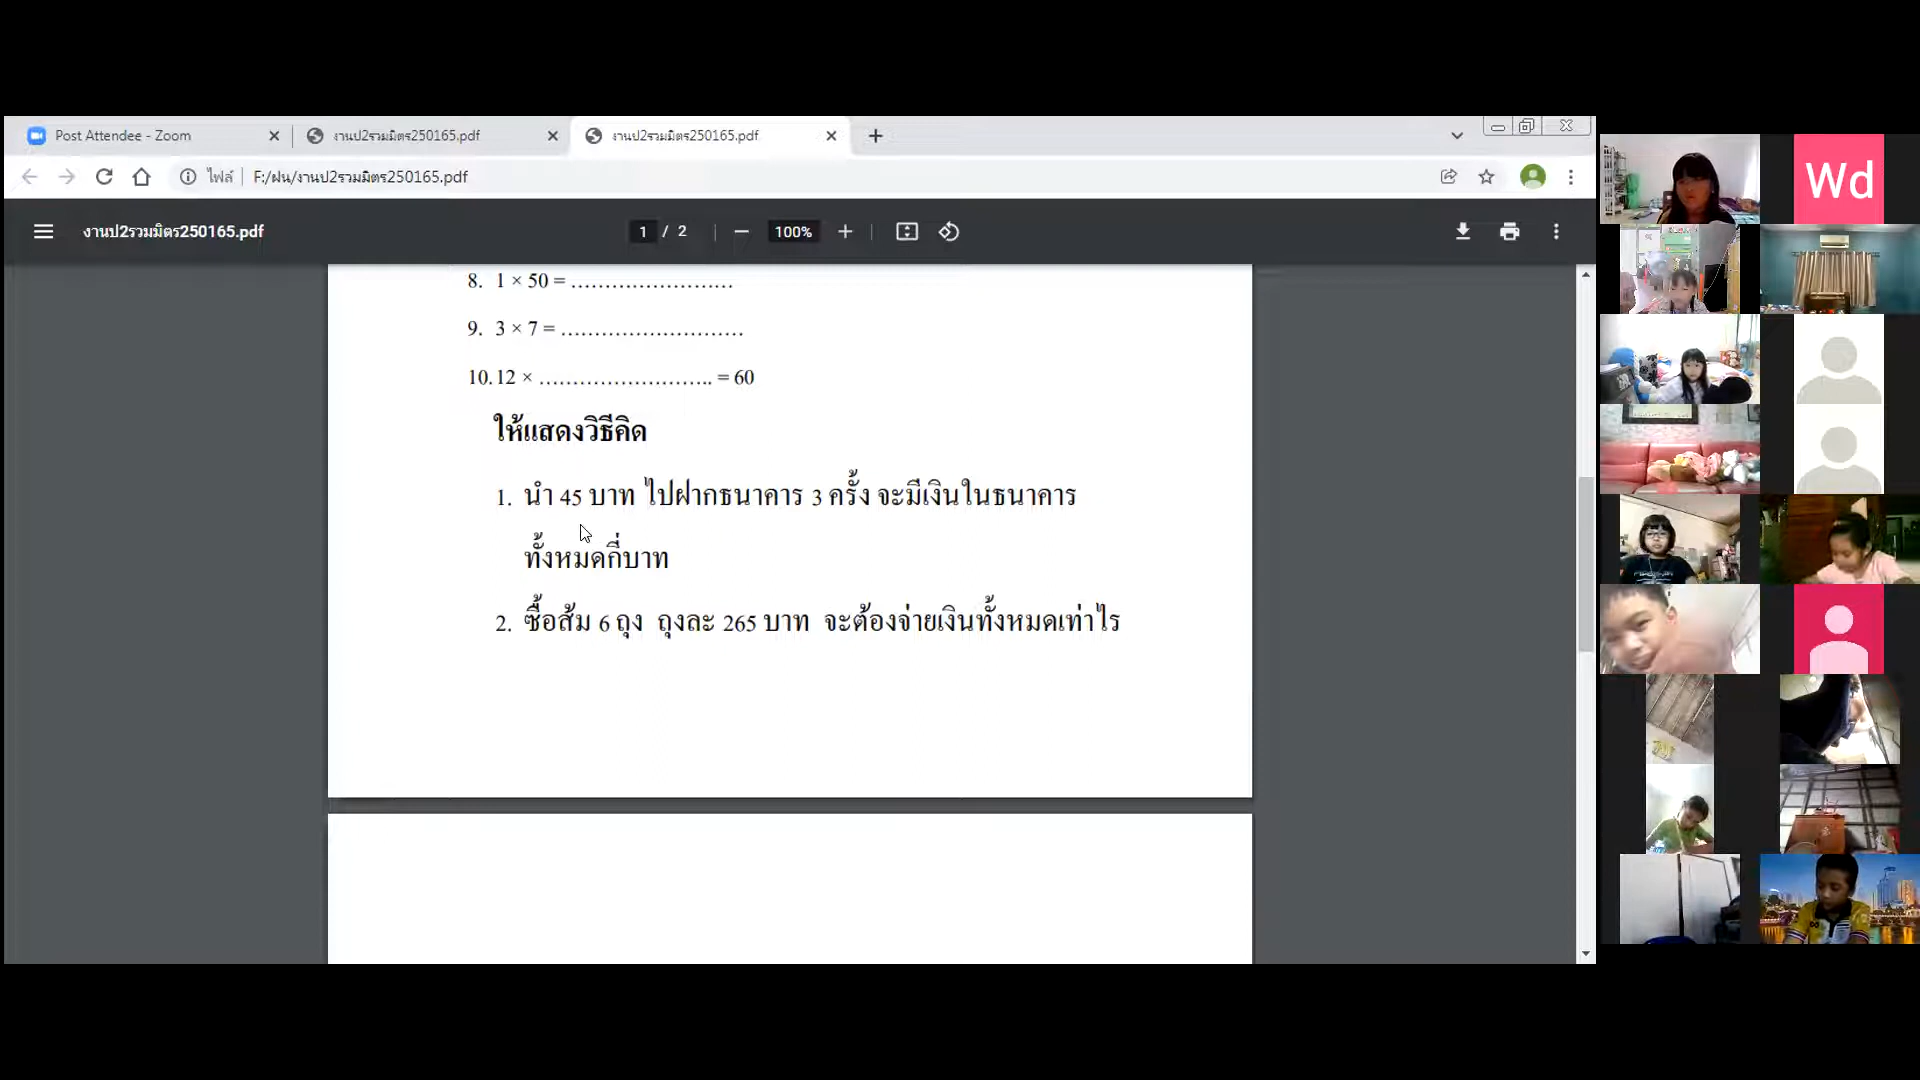 Post Attendee - Zoom
งานป2รวมมิตร250165.pdf
งานป2รวมมิตร250165.pdf
ไฟล์ F:/ฝน/งานป2รวมมิตร250165.pdf
งานป2รวมมิตร250165.pdf
1 / 2
100%
8. 1 × 50 = ……………………
9. 3 × 7 = ………………………
10. 12 × …………………….. = 60
ให้แสดงวิธีคิด
1. นำ 45 บาท ไปฝากธนาคาร 3 ครั้ง จะมีเงินในธนาคาร
ทั้งหมดกี่บาท
2. ซื้อส้ม 6 ถุง ถุงละ 265 บาท จะต้องจ่ายเงินทั้งหมดเท่าไร
Wd